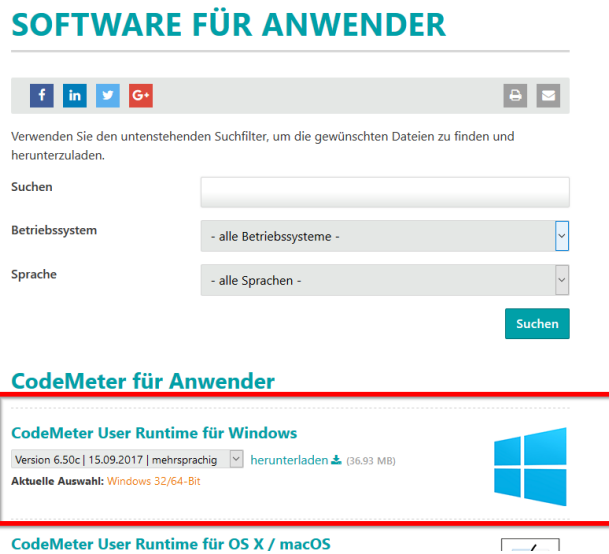 SOFTWARE FÜR ANWENDER
f in G+
Verwenden Sie den untenstehenden Suchfilter, um die gewünschten Dateien zu finden und
herunterzuladen.
Suchen
Betriebssystem - alle Betriebssysteme -
Sprache - alle Sprachen -
Suchen
CodeMeter für Anwender
CodeMeter User Runtime für Windows
Version 6.50c | 15.09.2017 | mehrsprachig herunterladen (36.93 MB)
Aktuelle Auswahl: Windows 32/64-Bit
CodeMeter User Runtime für OS X / macOS